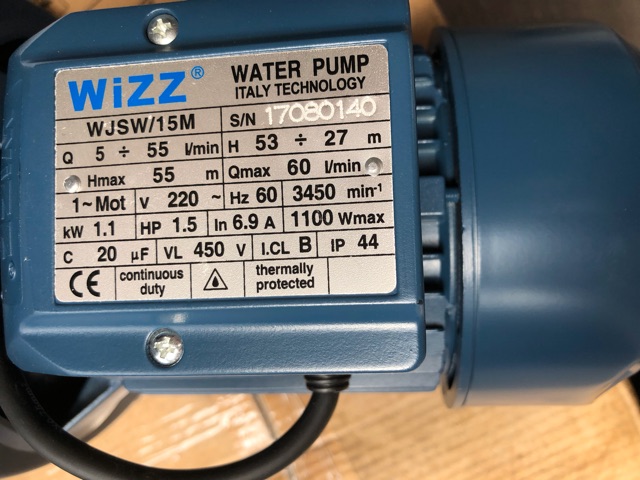 WiZZ® WATER PUMP
ITALY TECHNOLOGY
WJSW/15M S/N 17080140
Q 5 ÷ 55 l/min H 53 ÷ 27 m
Hmax 55 m Qmax 60 l/min
1~Mot V 220 ~ Hz 60 3450 min-¹
kW 1.1 HP 1.5 In 6.9 A 1100 Wmax
C 20 µF VL 450 V I.CL B IP 44
CE continuous duty thermally protected